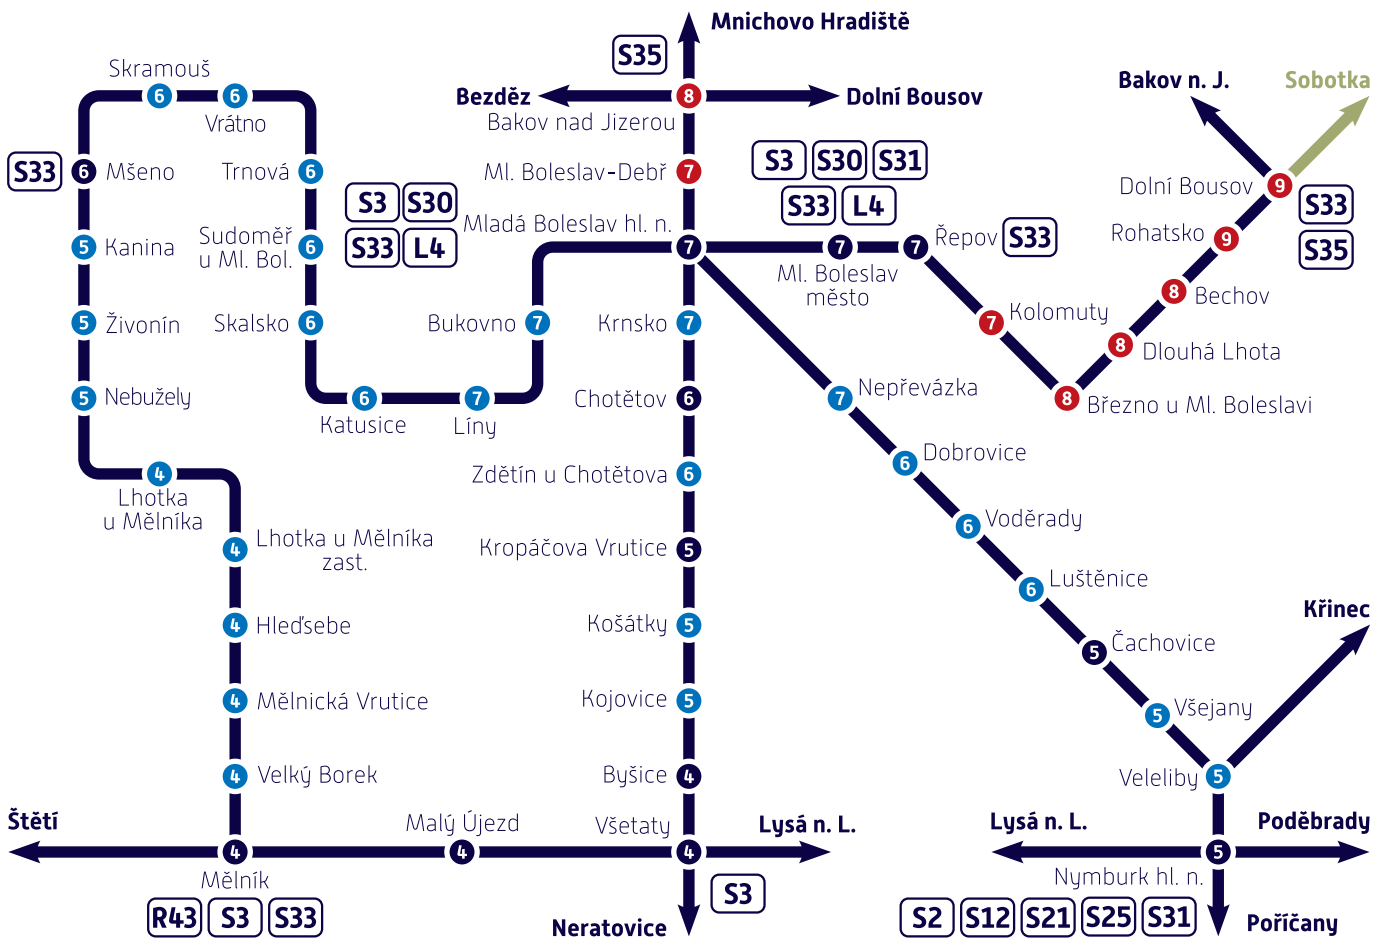 Mnichovo Hradiště
S35
Bezděz
8
Dolní Bousov
Bakov nad Jizerou
Bakov n. J.
Sobotka
Skramouš
6
6
Vrátno
S33
6
Mšeno
Trnová
6
Ml. Boleslav-Debř
7
S3
S30
S31
S33
L4
Dolní Bousov
9
S33
S35
S3
S30
S33
L4
Mladá Boleslav hl. n.
7
5
Kanina
Sudoměř
u Ml. Bol.
6
7
Ml. Boleslav
město
7
Řepov
S33
Rohatsko
9
8
Bechov
5
Živonín
Skalsko
6
Bukovno
7
Krnsko
7
7
Kolomuty
8
Dlouhá Lhota
5
Nebužely
6
Katusice
7
Líny
Chotětov
6
7
Nepřevázka
8
Březno u Ml. Boleslavi
4
Lhotka
u Mělníka
Zdětín u Chotětova
6
6
Dobrovice
4
Lhotka u Mělníka
zast.
Kropáčova Vrutice
5
6
Voděrady
6
Luštěnice
4
Hleďsebe
Košátky
5
5
Čachovice
Křinec
4
Mělnická Vrutice
Kojovice
5
5
Všejany
4
Velký Borek
Byšice
4
Veleliby
5
Štětí
4
Mělník
R43
S3
S33
Malý Újezd
4
Všetaty
4
Lysá n. L.
S3
Neratovice
Lysá n. L.
5
Poděbrady
Nymburk hl. n.
S2
S12
S21
S25
S31
Poříčany